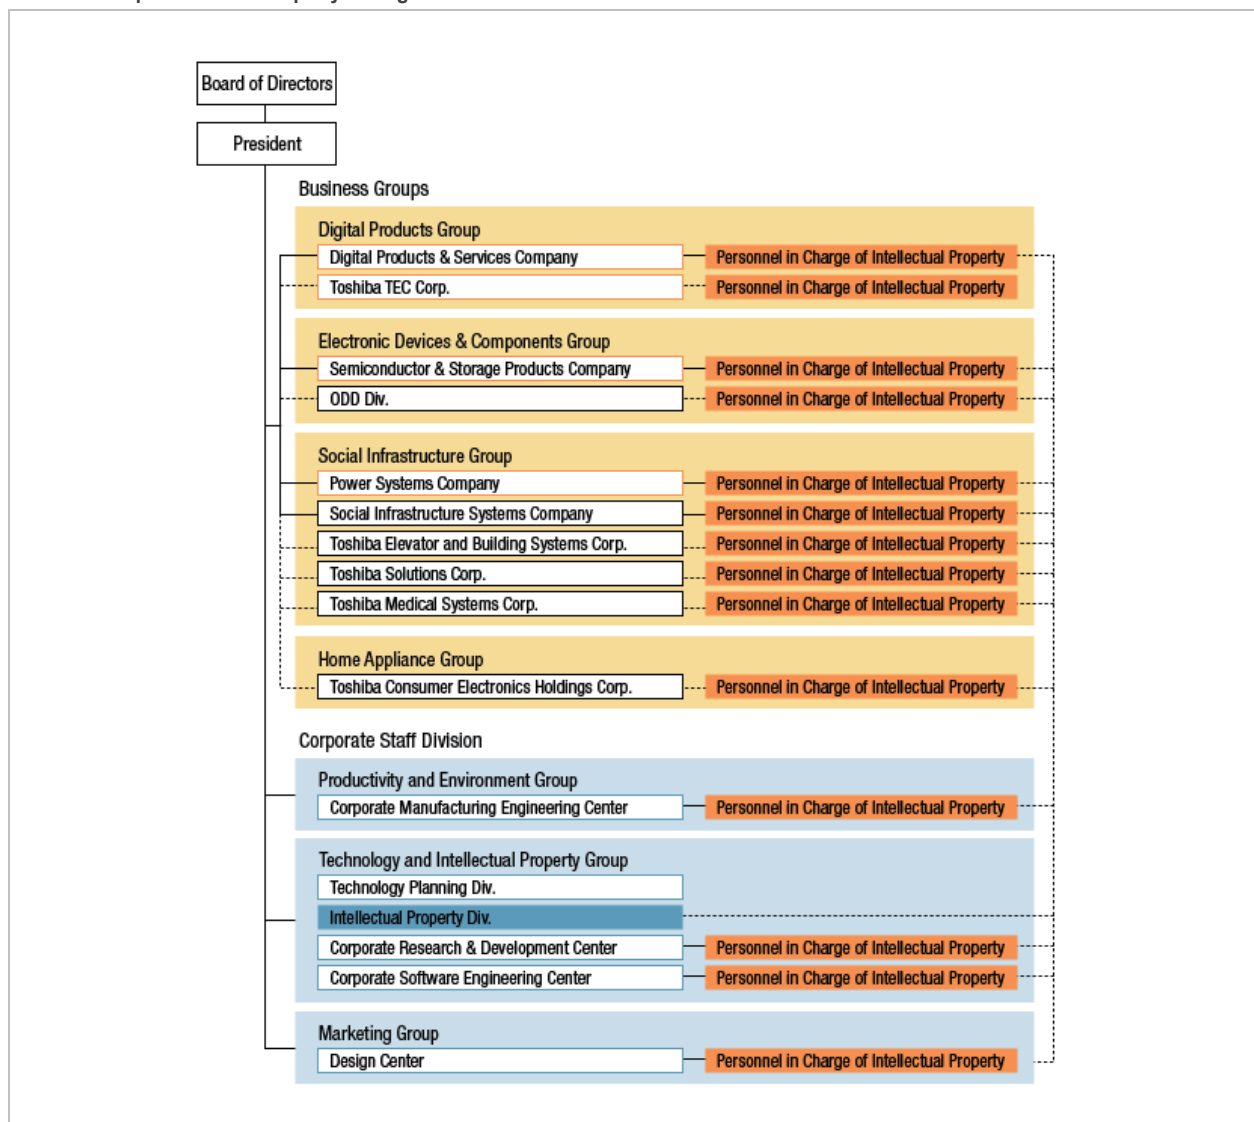 Board of Directors
President
Business Groups
Digital Products Group
Digital Products & Services Company Personnel in Charge of Intellectual Property
Toshiba TEC Corp. Personnel in Charge of Intellectual Property
Electronic Devices & Components Group
Semiconductor & Storage Products Company Personnel in Charge of Intellectual Property
ODD Div. Personnel in Charge of Intellectual Property
Social Infrastructure Group
Power Systems Company Personnel in Charge of Intellectual Property
Social Infrastructure Systems Company Personnel in Charge of Intellectual Property
Toshiba Elevator and Building Systems Corp. Personnel in Charge of Intellectual Property
Toshiba Solutions Corp. Personnel in Charge of Intellectual Property
Toshiba Medical Systems Corp. Personnel in Charge of Intellectual Property
Home Appliance Group
Toshiba Consumer Electronics Holdings Corp. Personnel in Charge of Intellectual Property
Corporate Staff Division
Productivity and Environment Group
Corporate Manufacturing Engineering Center Personnel in Charge of Intellectual Property
Technology and Intellectual Property Group
Technology Planning Div.
Intellectual Property Div.
Corporate Research & Development Center Personnel in Charge of Intellectual Property
Corporate Software Engineering Center Personnel in Charge of Intellectual Property
Marketing Group
Design Center Personnel in Charge of Intellectual Property